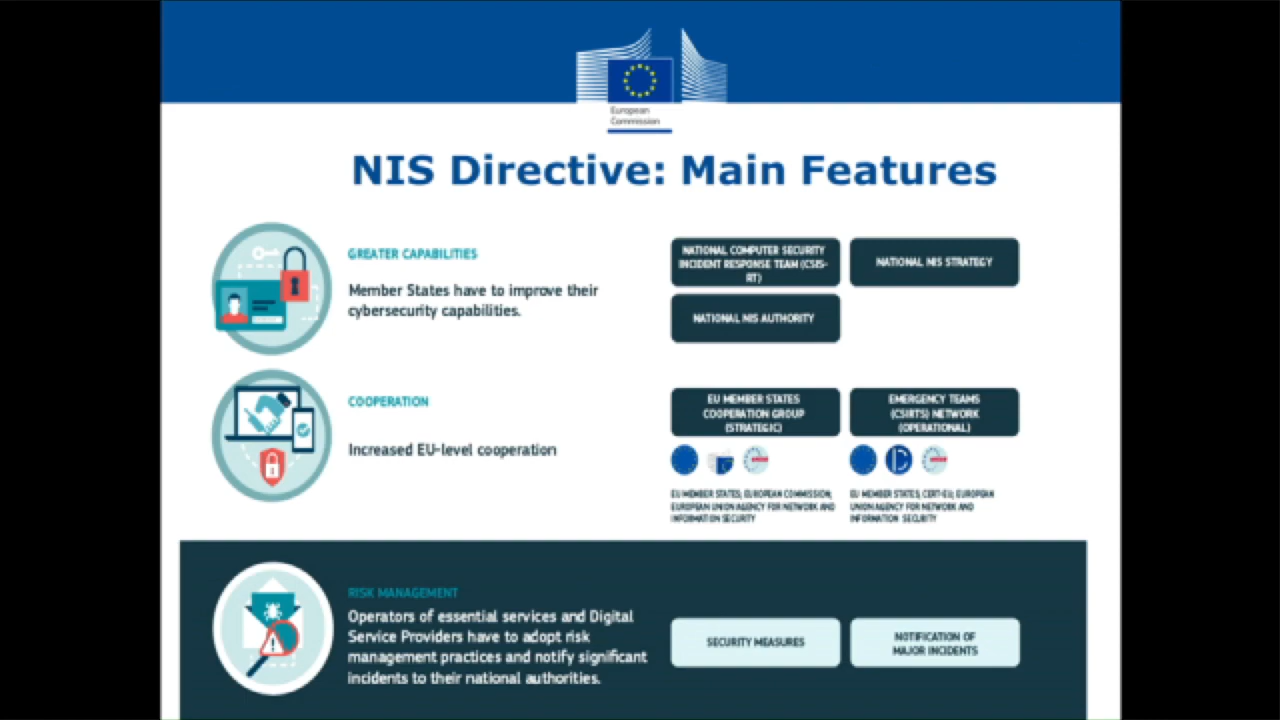 European
Commission
NIS Directive: Main Features
GREATER CAPABILITIES
Member States have to improve their
cybersecurity capabilities.
NATIONAL COMPUTER SECURITY
INCIDENT RESPONSE TEAM (CSIS-
RT)
NATIONAL NIS STRATEGY
NATIONAL NIS AUTHORITY
COOPERATION
Increased EU-level cooperation
EU MEMBER STATES
COOPERATION GROUP
(STRATEGIC)
EMERGENCY TEAMS
(CSIRTS) NETWORK
(OPERATIONAL)
EU MEMBER STATES, EUROPEAN COMMISSION,
EUROPEAN UNION AGENCY FOR NETWORK AND
INFORMATION SECURITY
EU MEMBER STATES, CERT-EU, EUROPEAN
UNION AGENCY FOR NETWORK AND
INFORMATION SECURITY
RISK MANAGEMENT
Operators of essential services and Digital
Service Providers have to adopt risk
management practices and notify significant
incidents to their national authorities.
SECURITY MEASURES
NOTIFICATION OF
MAJOR INCIDENTS